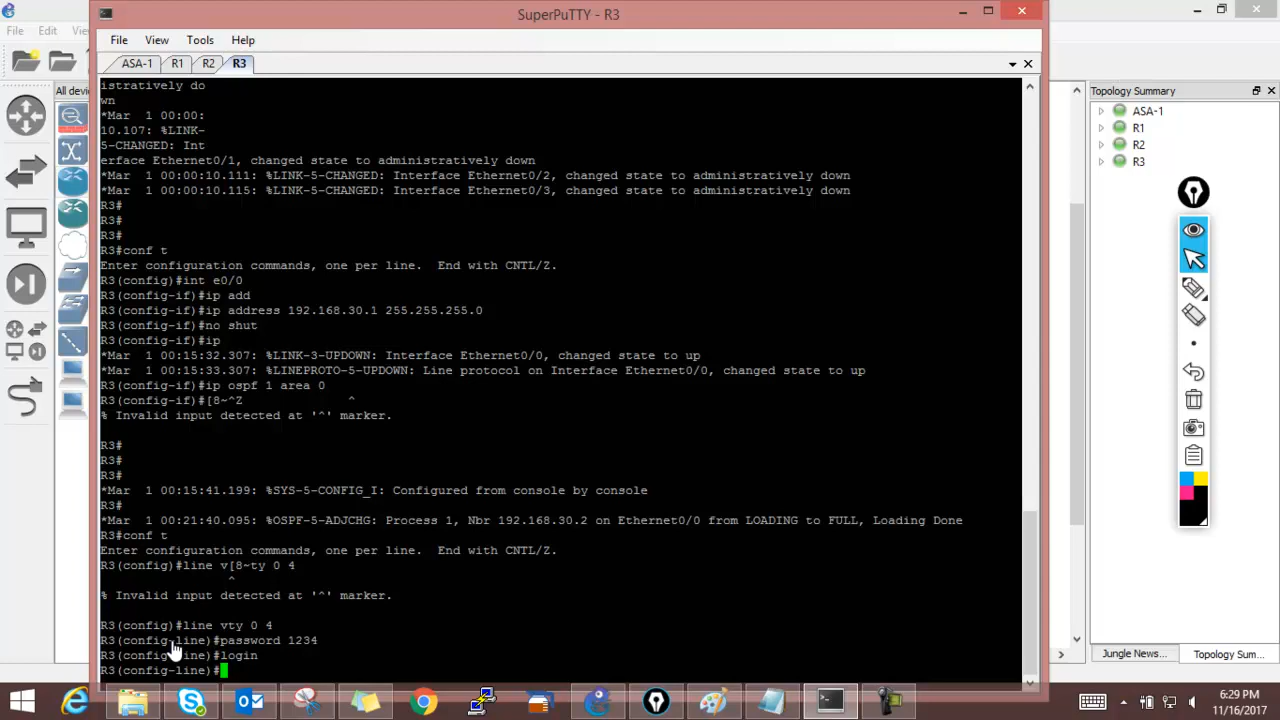 SuperPuTTY - R3
File Edit Vie
File View Tools Help
ASA-1 R1 R2 R3
All devi
Topology Summary
ASA-1
R1
R2
R3
istratively do
wn
*Mar  1 00:00:
10.107: %LINK-
5-CHANGED: Int
erface Ethernet0/1, changed state to administratively down
*Mar  1 00:00:10.111: %LINK-5-CHANGED: Interface Ethernet0/2, changed state to administratively down
*Mar  1 00:00:10.115: %LINK-5-CHANGED: Interface Ethernet0/3, changed state to administratively down
R3#
R3#
R3#
R3#conf t
Enter configuration commands, one per line.  End with CNTL/Z.
R3(config)#int e0/0
R3(config-if)#ip add
R3(config-if)#ip address 192.168.30.1 255.255.255.0
R3(config-if)#no shut
R3(config-if)#ip
*Mar  1 00:15:32.307: %LINK-3-UPDOWN: Interface Ethernet0/0, changed state to up
*Mar  1 00:15:33.307: %LINEPROTO-5-UPDOWN: Line protocol on Interface Ethernet0/0, changed state to up
R3(config-if)#ip ospf 1 area 0
R3(config-if)#[8~^Z              ^
% Invalid input detected at '^' marker.
R3#
R3#
R3#
*Mar  1 00:15:41.199: %SYS-5-CONFIG_I: Configured from console by console
R3#
*Mar  1 00:21:40.095: %OSPF-5-ADJCHG: Process 1, Nbr 192.168.30.2 on Ethernet0/0 from LOADING to FULL, Loading Done
R3#conf t
Enter configuration commands, one per line.  End with CNTL/Z.
R3(config)#line v[8~ty 0 4
^
% Invalid input detected at '^' marker.
R3(config)#line vty 0 4
R3(config-line)#password 1234
R3(config-line)#login
R3(config-line)#
Jungle News... Topology Sum...
6:29 PM
11/16/2017